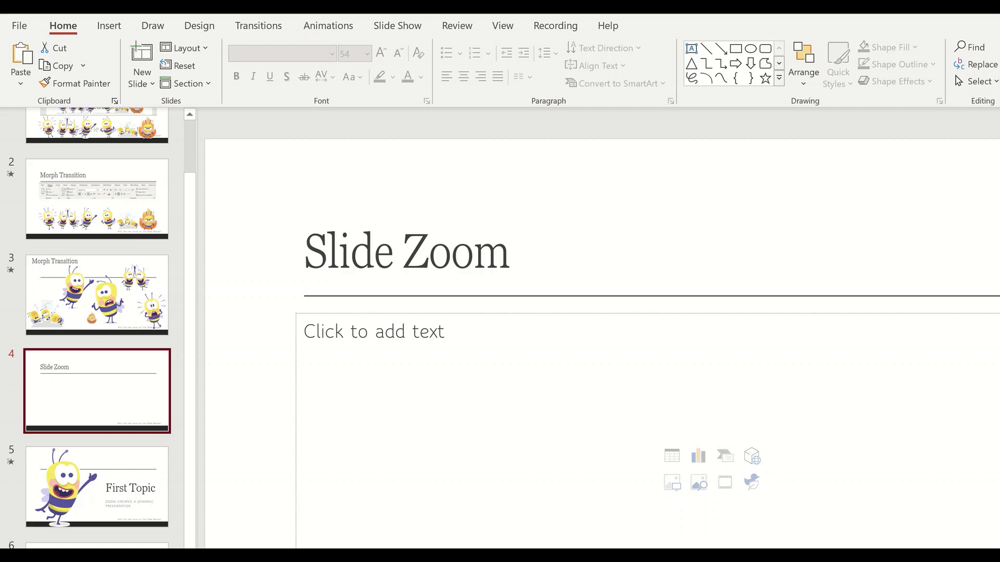 File Home Insert Draw Design Transitions Animations Slide Show Review View Recording Help
Paste
Cut
Copy
Format Painter
Clipboard
New
Slide
Layout
Reset
Section
Slides
54
B I U S ab AV Aa A
Font
Text Direction
Align Text
Convert to SmartArt
Paragraph
A
Arrange
Quick
Styles
Shape Fill
Shape Outline
Shape Effects
Drawing
Find
Replace
Select
Editing
2
Morph Transition
3
Morph Transition
4
Slide Zoom
5
First Topic
ZOOM CREATES A DYNAMIC
PRESENTATION
6
Slide Zoom
Click to add text